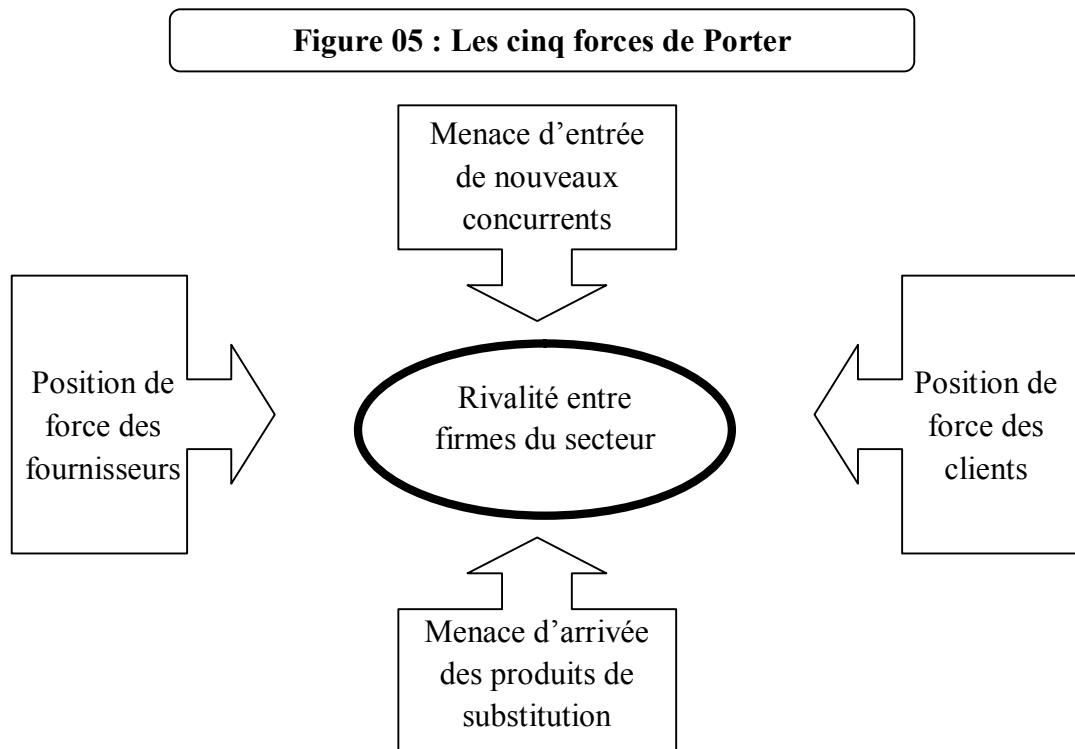 Figure 05 : Les cinq forces de Porter
Menace d’entrée
de nouveaux
concurrents
Position de
force des
fournisseurs
Rivalité entre
firmes du secteur
Position de
force des
clients
Menace d’arrivée
des produits de
substitution